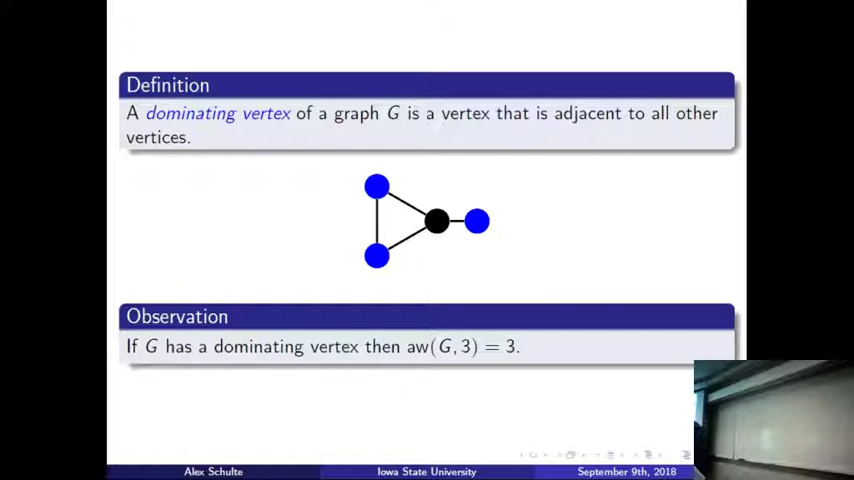 Definition
A dominating vertex of a graph G is a vertex that is adjacent to all other
vertices.
Observation
If G has a dominating vertex then aw(G, 3) = 3.
Alex Schulte
Iowa State University
September 9th, 2018